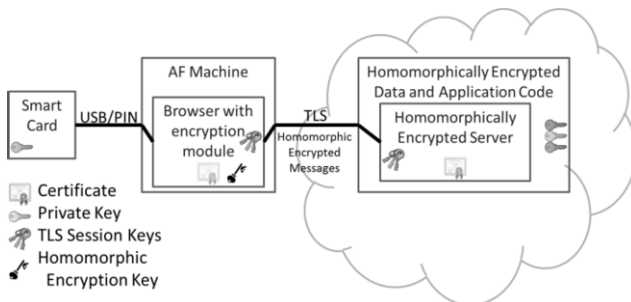 AF Machine
Homomorphically Encrypted
Data and Application Code
Smart
Card
USB/PIN
Browser with
encryption
module
TLS
Homomorphic
Encrypted
Messages
Homomorphically
Encrypted Server
Certificate
Private Key
TLS Session Keys
Homomorphic
Encryption Key